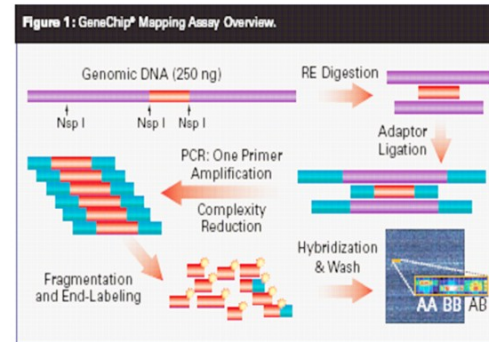 Figure 1: GeneChip® Mapping Assay Overview.
Genomic DNA (250 ng)
RE Digestion
Nsp I
Nsp I
Nsp I
Adaptor
Ligation
PCR: One Primer
Amplification
Complexity
Reduction
Fragmentation
and End-Labeling
Hybridization
& Wash
AA BB AB